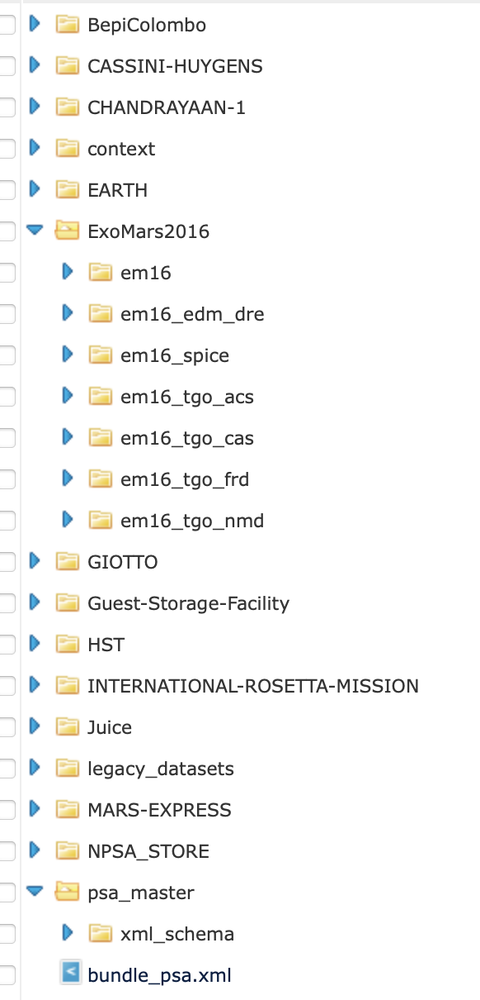 BepiColombo
CASSINI-HUYGENS
CHANDRAYAAN-1
context
EARTH
ExoMars2016
em16
em16_edm_dre
em16_spice
em16_tgo_acs
em16_tgo_cas
em16_tgo_frd
em16_tgo_nmd
GIOTTO
Guest-Storage-Facility
HST
INTERNATIONAL-ROSETTA-MISSION
Juice
legacy_datasets
MARS-EXPRESS
NPSA_STORE
psa_master
xml_schema
bundle_psa.xml